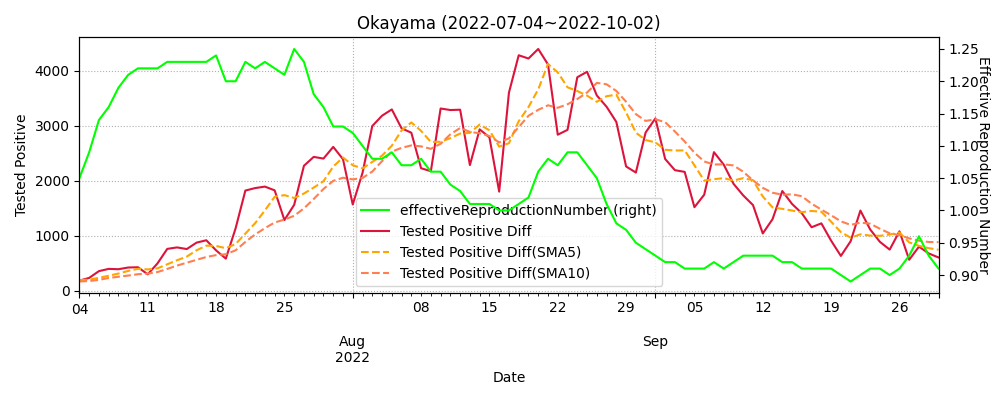 Okayama (2022-07-04~2022-10-02)
Tested Positive
4000
3000
2000
1000
0
1.25
1.20
1.15
1.10
1.05
1.00
0.95
0.90
Effective Reproduction Number
effectiveReproductionNumber (right)
Tested Positive Diff
Tested Positive Diff(SMA5)
Tested Positive Diff(SMA10)
04 11 18 25 08 15 22 29 05 12 19 26
Aug Sep
2022
Date